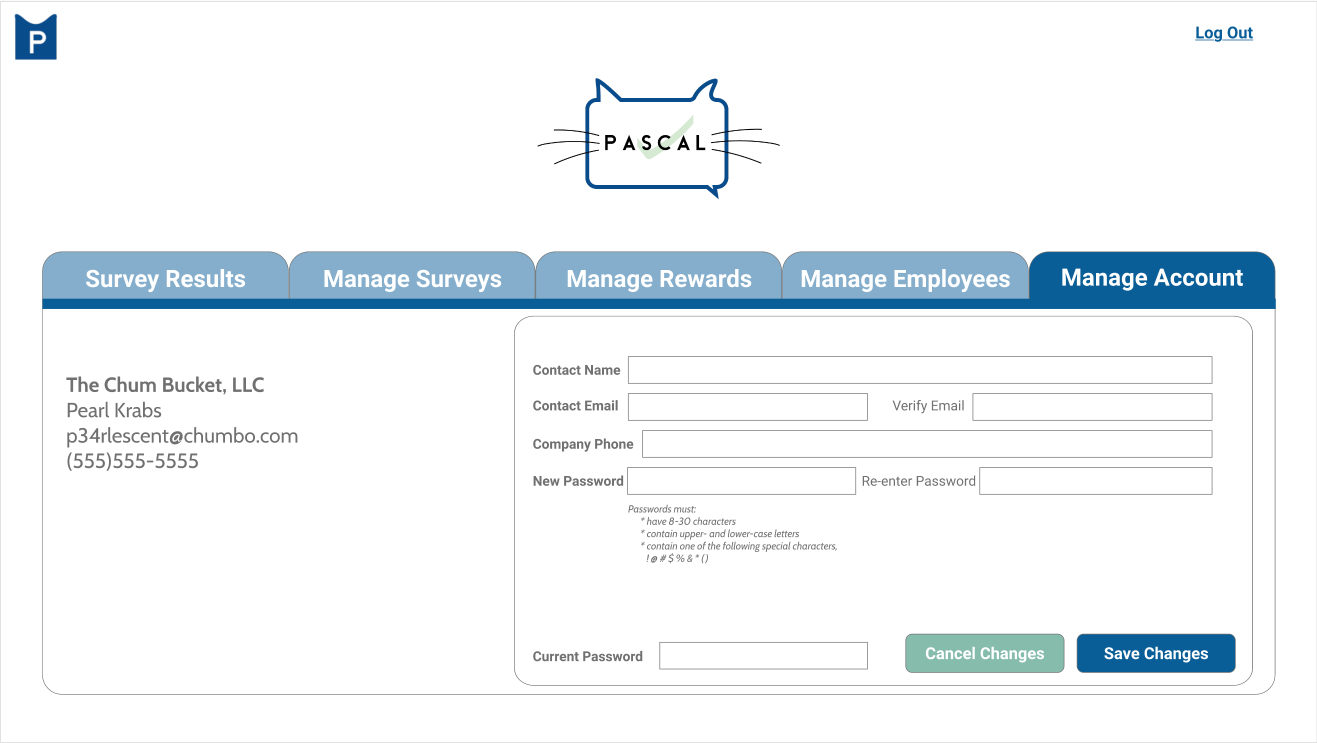 P
Log Out
PASCAL
Survey Results Manage Surveys Manage Rewards Manage Employees Manage Account
The Chum Bucket, LLC
Pearl Krabs
p34rlescent@chumbo.com
(555)555-5555
Contact Name
Contact Email Verify Email
Company Phone
New Password Re-enter Password
Passwords must:
* have 8-30 characters
* contain upper- and lower-case letters
* contain one of the following special characters,
! @ # $ % & * ( )
Current Password Cancel Changes Save Changes